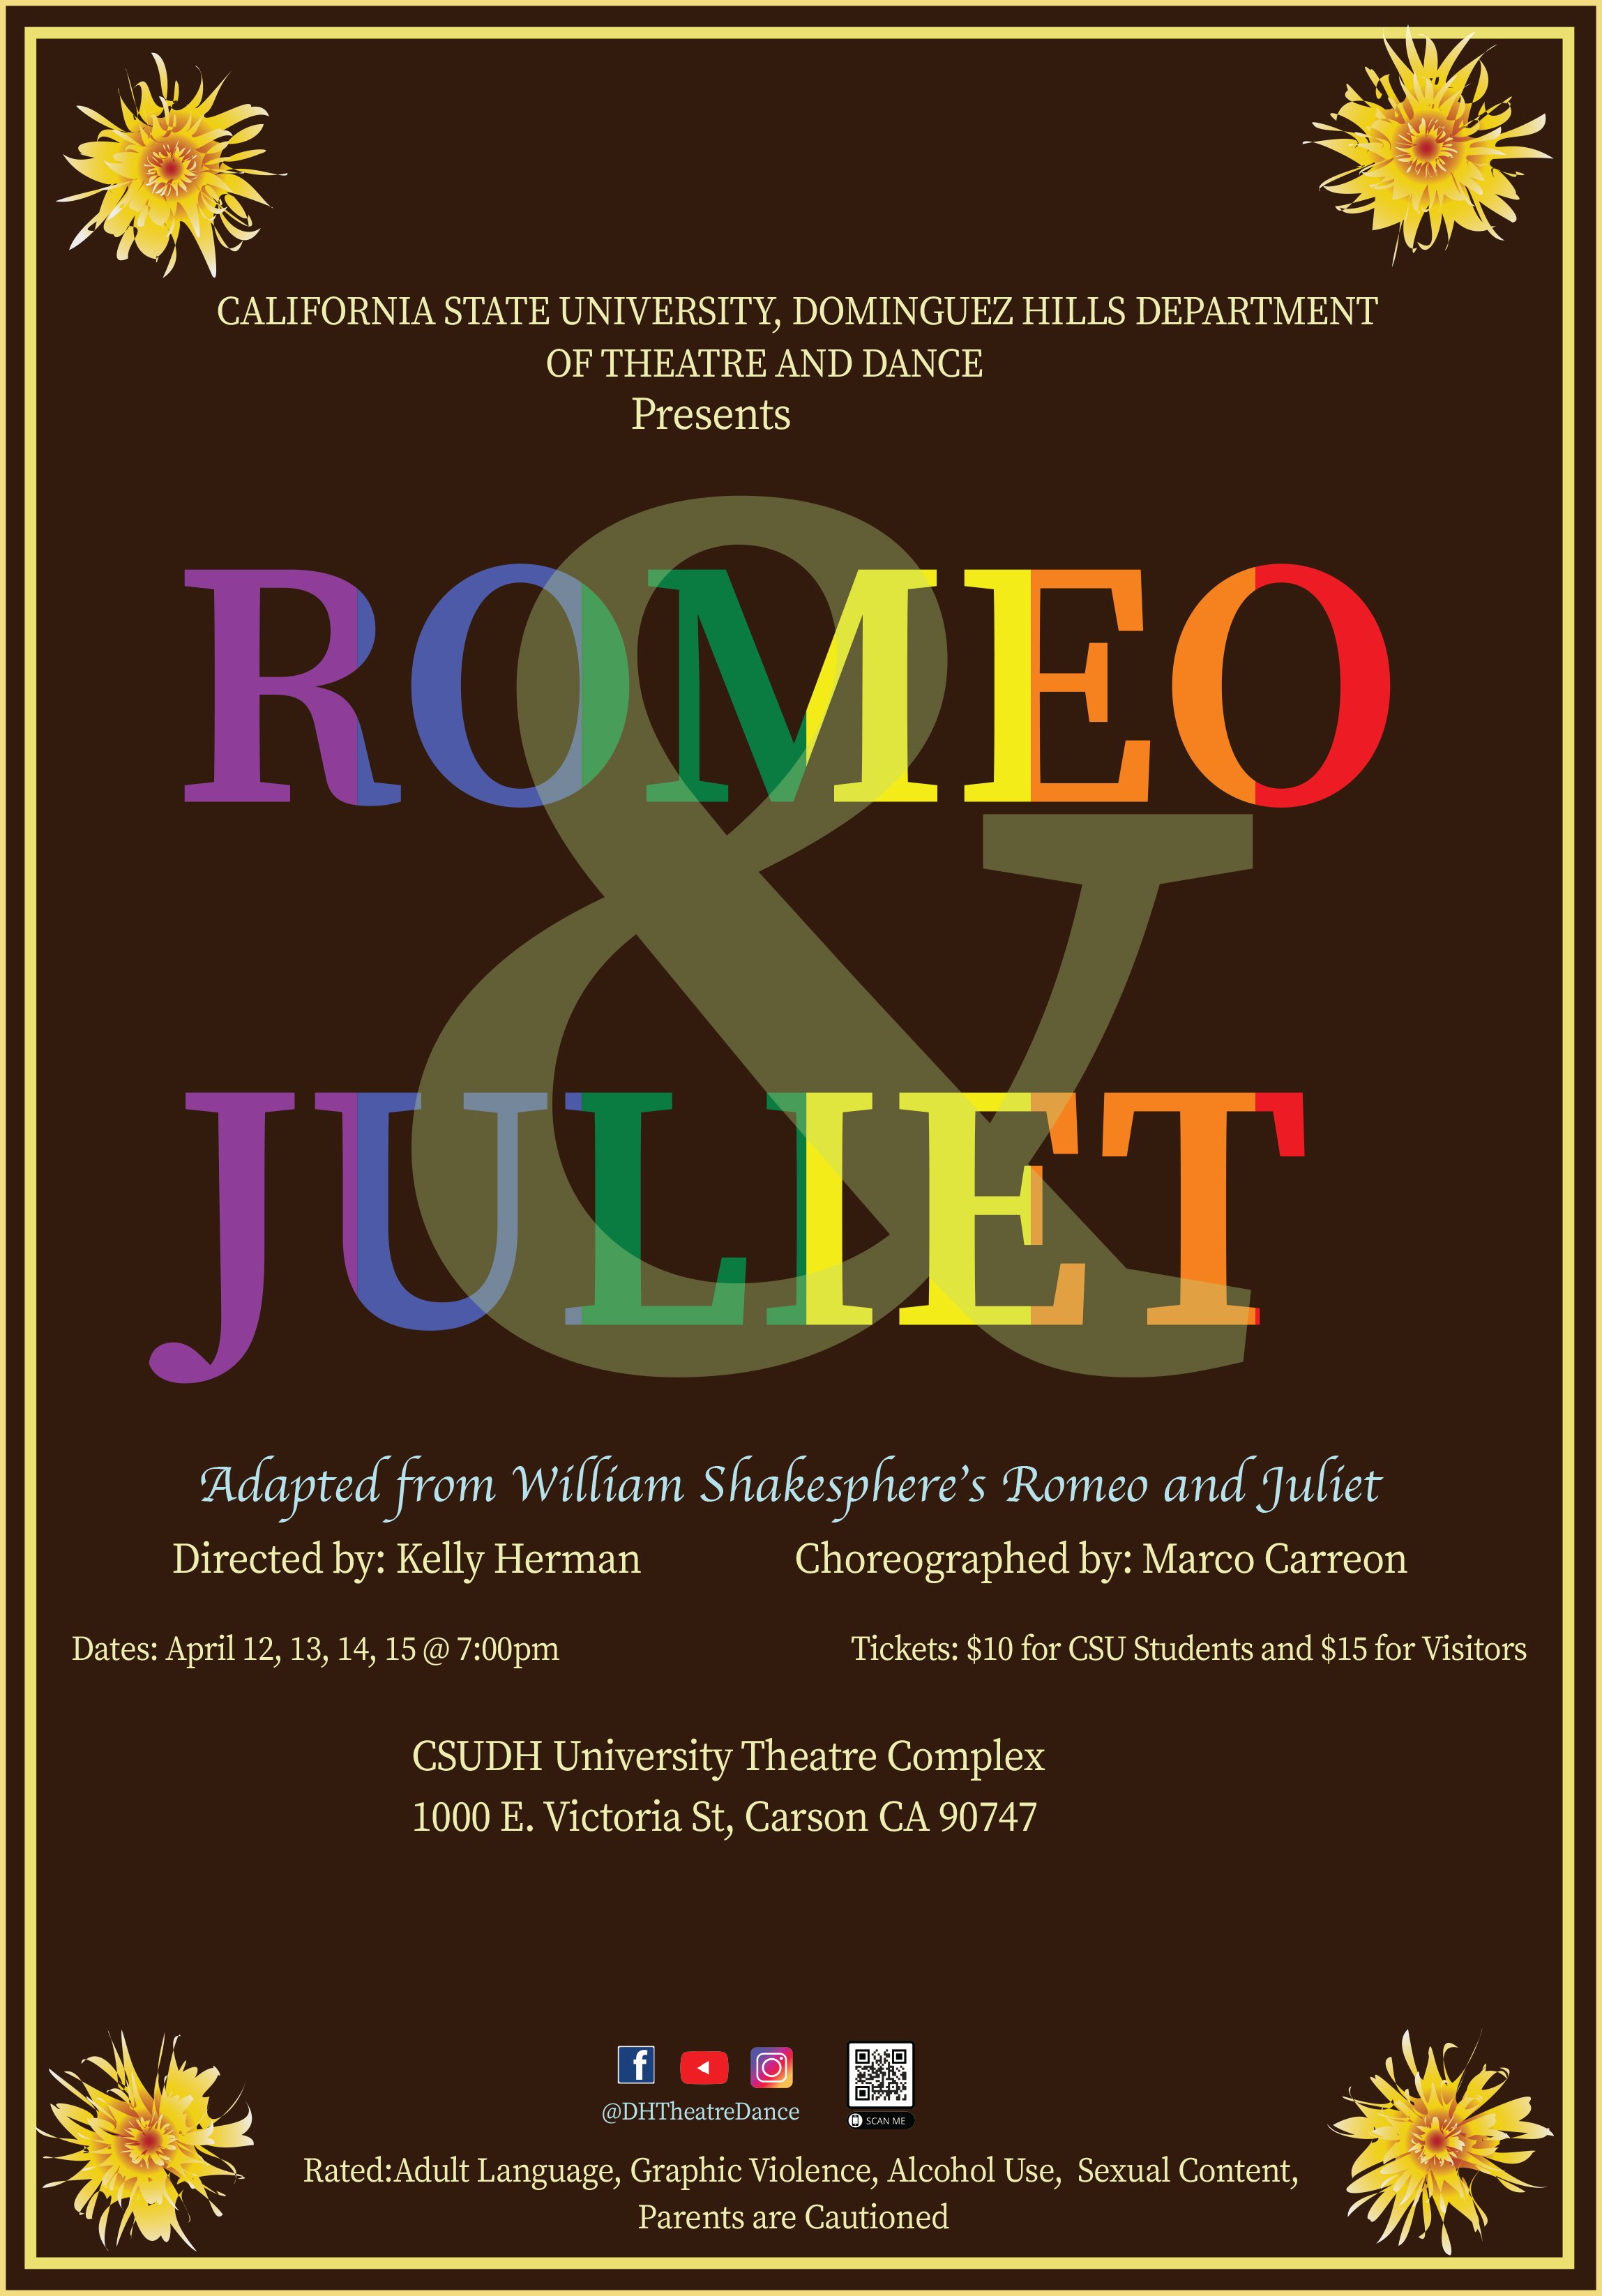 CALIFORNIA STATE UNIVERSITY, DOMINGUEZ HILLS DEPARTMENT
OF THEATRE AND DANCE
Presents
ROMEO
&
JULIET
Adapted from William Shakesphere's Romeo and Juliet
Directed by: Kelly Herman Choreographed by: Marco Carreon
Dates: April 12, 13, 14, 15 @ 7:00pm Tickets: $10 for CSU Students and $15 for Visitors
CSUDH University Theatre Complex
1000 E. Victoria St, Carson CA 90747
f
@DHTheatreDance
SCAN ME
Rated:Adult Language, Graphic Violence, Alcohol Use, Sexual Content,
Parents are Cautioned